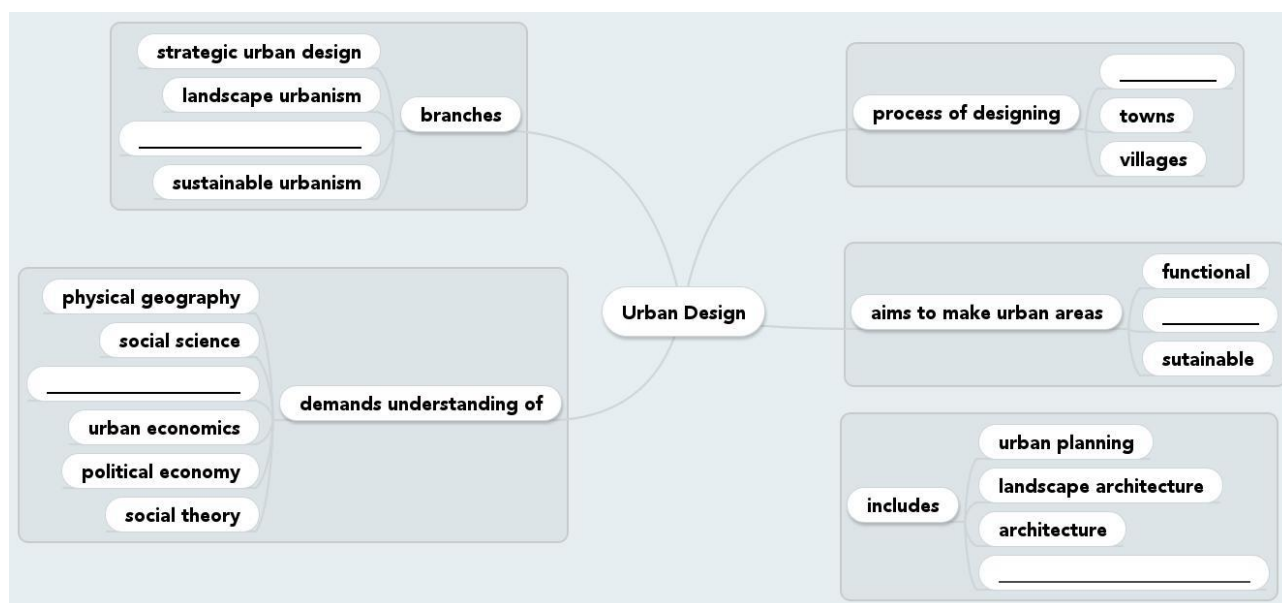 strategic urban design
landscape urbanism
sustainable urbanism
branches
process of designing
towns
villages
physical geography
social science
urban economics
political economy
social theory
demands understanding of
Urban Design
aims to make urban areas
functional
sutainable
includes
urban planning
landscape architecture
architecture